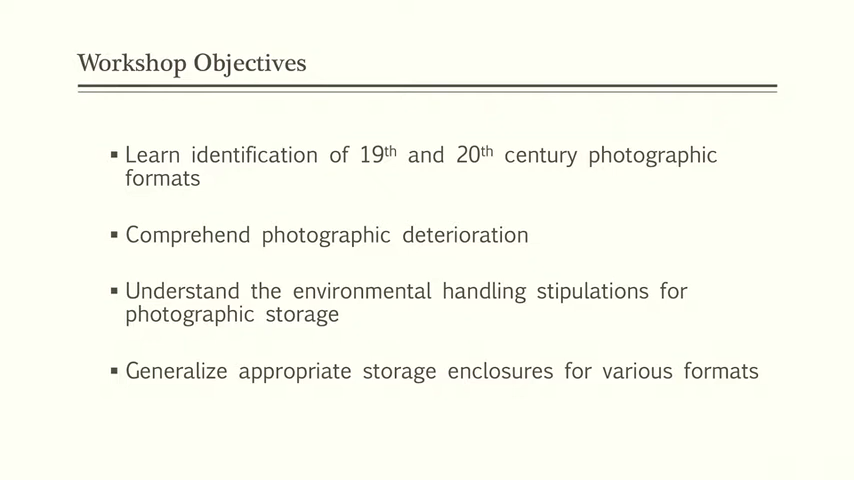 Workshop Objectives
▪ Learn identification of 19th and 20th century photographic
formats
▪ Comprehend photographic deterioration
▪ Understand the environmental handling stipulations for
photographic storage
▪ Generalize appropriate storage enclosures for various formats